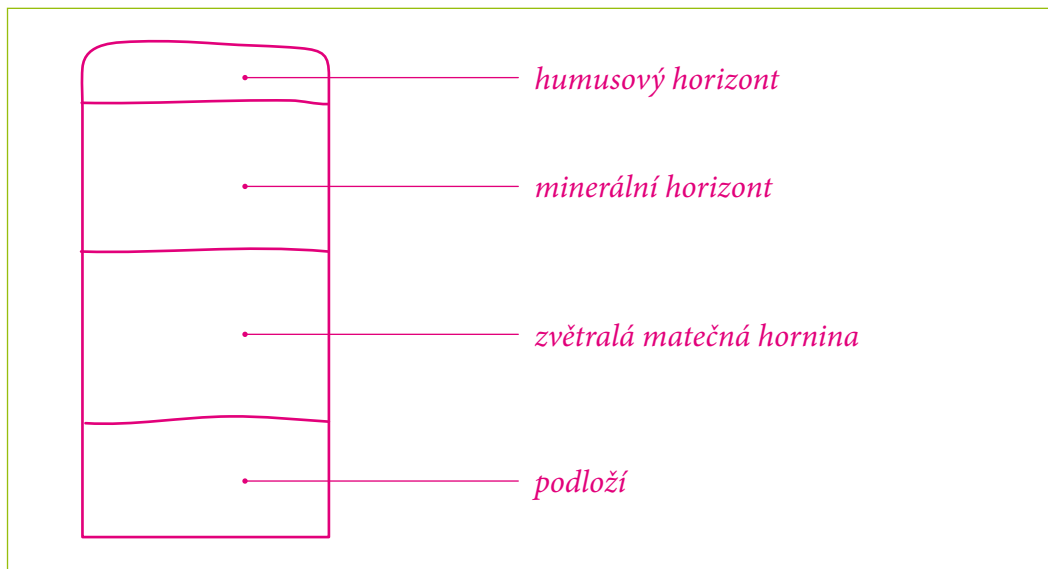 humusový horizont
minerální horizont
zvětralá matečná hornina
podloží